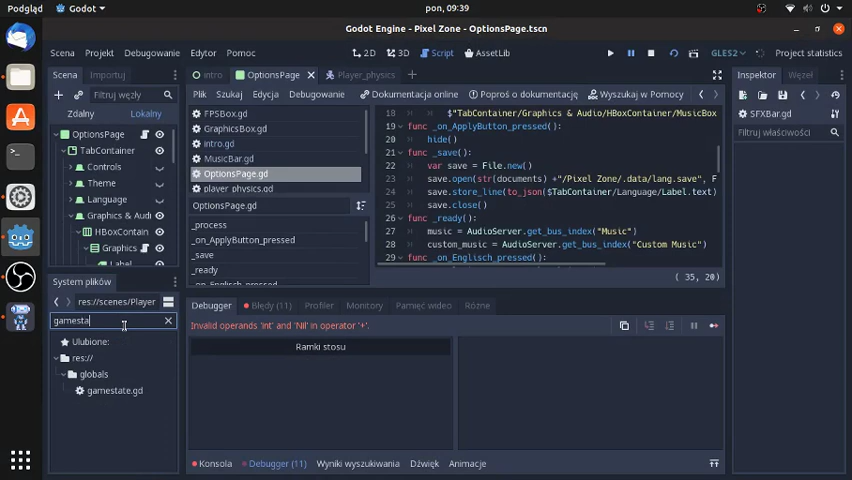 Podgląd
Godot
pon, 09:39
Godot Engine - Pixel Zone - OptionsPage.tscn
Scena Projekt Debugowanie Edytor Pomoc
2D 3D Script AssetLib
GLES2 Project statistics
Scena Importuj
Filtruj węzły
Zdalny Lokalny
OptionsPage
TabContainer
Controls
Theme
Language
Graphics & Audi
HBoxContain
Graphics
Label
System plików
res://scenes/Player
gamesta
Ulubione:
res://
globals
gamestate.gd
intro OptionsPage Player_physics
Plik Szukaj Edycja Debugowanie Dokumentacja online Poproś o dokumentację Wyszukaj w Pomocy
FPSBox.gd
GraphicsBox.gd
intro.gd
MusicBar.gd
OptionsPage.gd
player_physics.gd
OptionsPage.gd
_process
_on_ApplyButton_pressed
_save
_ready
_on_Englisch_pressed
18 $"TabContainer/Graphics & Audio/HBoxContainer/MusicBox
19 func _on_ApplyButton_pressed():
20 hide()
21 func _save():
22 var save = File.new()
23 save.open(str(documents) +"/Pixel Zone/.data/lang.save", F
24 save.store_line(to_json($TabContainer/Language/Label.text)
25 save.close()
26 func _ready():
27 music = AudioServer.get_bus_index("Music")
28 custom_music = AudioServer.get_bus_index("Custom Music")
29 func _on_Englisch_pressed():
( 35, 20)
Debugger Błędy (11) Profiler Monitory Pamięć wideo Różne
Invalid operands 'int' and 'Nil' in operator '+'.
Ramki stosu
Konsola Debugger (11) Wyniki wyszukiwania Dźwięk Animacje
Inspektor Węzeł
SFXBar.gd
Filtruj właściwości